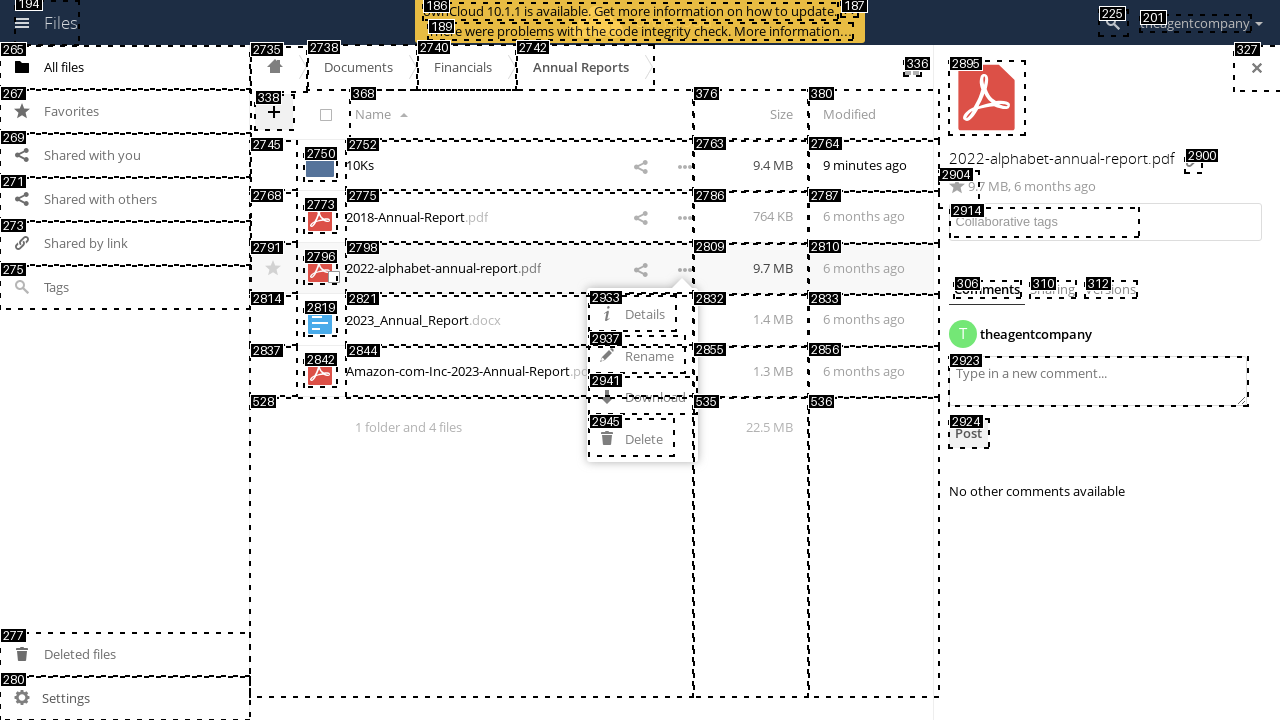 194
Files
186
ownCloud 10.1.1 is available. Get more information on how to update.
187
189
There were problems with the code integrity check. More information…
225
201
theagentcompany
265
All files
267
Favorites
269
Shared with you
271
Shared with others
273
Shared by link
275
Tags
277
Deleted files
280
Settings
2735
2738
Documents
2740
Financials
2742
Annual Reports
336
327
338
368
Name
376
Size
380
Modified
2745
2750
2752
10Ks
2763
9.4 MB
2764
9 minutes ago
2768
2773
2775
2018-Annual-Report.pdf
2786
764 KB
2787
6 months ago
2791
2796
2798
2022-alphabet-annual-report.pdf
2809
9.7 MB
2810
6 months ago
2814
2819
2821
2023_Annual_Report.docx
2832
1.4 MB
2833
6 months ago
2837
2842
2844
Amazon-com-Inc-2023-Annual-Report.pd
2855
1.3 MB
2856
6 months ago
528
1 folder and 4 files
535
22.5 MB
536
2933
Details
2937
Rename
2941
Download
2945
Delete
2895
2022-alphabet-annual-report.pdf
2900
2904
9.7 MB, 6 months ago
2914
Collaborative tags
306
Comments
310
Sharing
312
Versions
T
theagentcompany
2923
Type in a new comment...
2924
Post
No other comments available